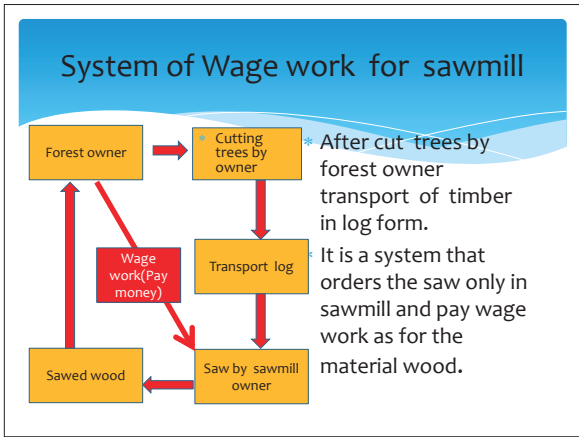 System of Wage work for sawmill
Forest owner
* Cutting
trees by
owner
Wage
work(Pay
money)
Transport log
Sawed wood
Saw by sawmill
owner
* After cut trees by
forest owner
transport of timber
in log form.
* It is a system that
orders the saw only in
sawmill and pay wage
work as for the
material wood.